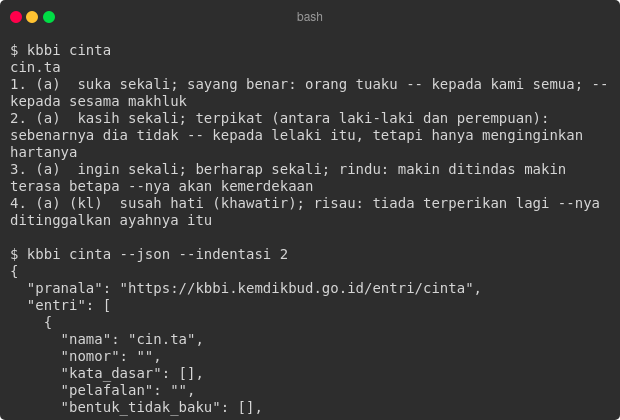 bash
$ kbbi cinta
cin.ta
1. (a)  suka sekali; sayang benar: orang tuaku -- kepada kami semua; --
kepada sesama makhluk
2. (a)  kasih sekali; terpikat (antara laki-laki dan perempuan):
sebenarnya dia tidak -- kepada lelaki itu, tetapi hanya menginginkan
hartanya
3. (a)  ingin sekali; berharap sekali; rindu: makin ditindas makin
terasa betapa --nya akan kemerdekaan
4. (a) (kl)  susah hati (khawatir); risau: tiada terperikan lagi --nya
ditinggalkan ayahnya itu
$ kbbi cinta --json --indentasi 2
{
  "pranala": "https://kbbi.kemdikbud.go.id/entri/cinta",
  "entri": [
    {
      "nama": "cin.ta",
      "nomor": "",
      "kata_dasar": [],
      "pelafalan": "",
      "bentuk_tidak_baku": [],